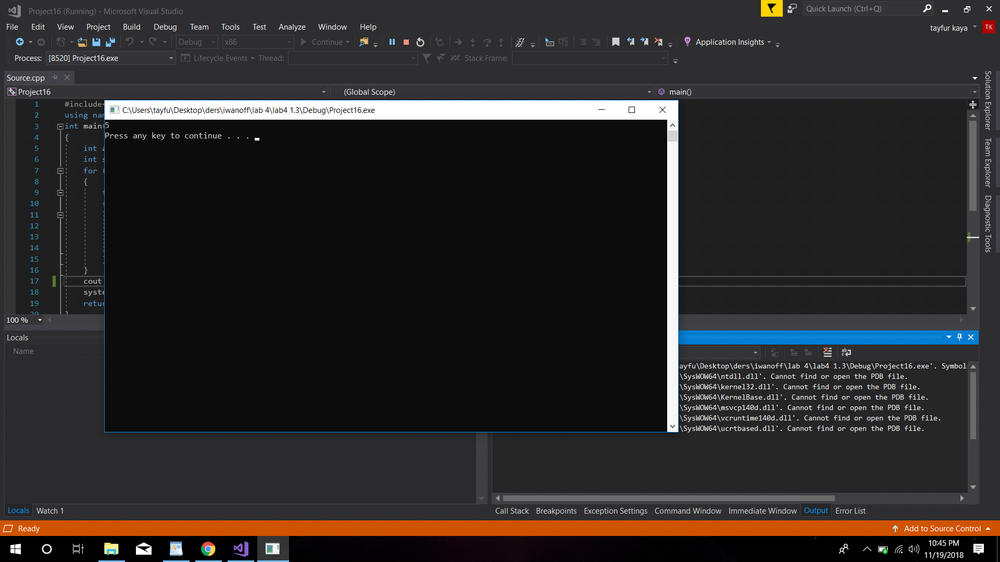 Project16 (Running) - Microsoft Visual Studio
Quick Launch (Ctrl+Q)
File Edit View Project Build Debug Team Tools Test Analyze Window Help
tayfur kaya TK
Debug x86 Continue Application Insights
Process: [8520] Project16.exe Lifecycle Events Thread: Stack Frame:
Source.cpp
Project16 (Global Scope) main()
1 #include<
2 using nam
3 int main(
4 {
5 int a
6 int s
7 for (
8 {
9
10
11
12
13
14
15
16 }
17 cout
18 syste
19 retur
20 }
100 %
C:\Users\tayfu\Desktop\ders\iwanoff\lab 4\lab4 1.3\Debug\Project16.exe
5
Press any key to continue . . .
Solution Explorer
Team Explorer
Diagnostic Tools
Locals
Name
ayfu\Desktop\ders\iwanoff\lab 4\lab4 1.3\Debug\Project16.exe'. Symbols
\SysWOW64\ntdll.dll'. Cannot find or open the PDB file.
\SysWOW64\kernel32.dll'. Cannot find or open the PDB file.
\SysWOW64\KernelBase.dll'. Cannot find or open the PDB file.
\SysWOW64\msvcp140d.dll'. Cannot find or open the PDB file.
\SysWOW64\vcruntime140d.dll'. Cannot find or open the PDB file.
\SysWOW64\ucrtbased.dll'. Cannot find or open the PDB file.
Locals Watch 1
Call Stack Breakpoints Exception Settings Command Window Immediate Window Output Error List
Ready
Add to Source Control
10:45 PM
11/19/2018